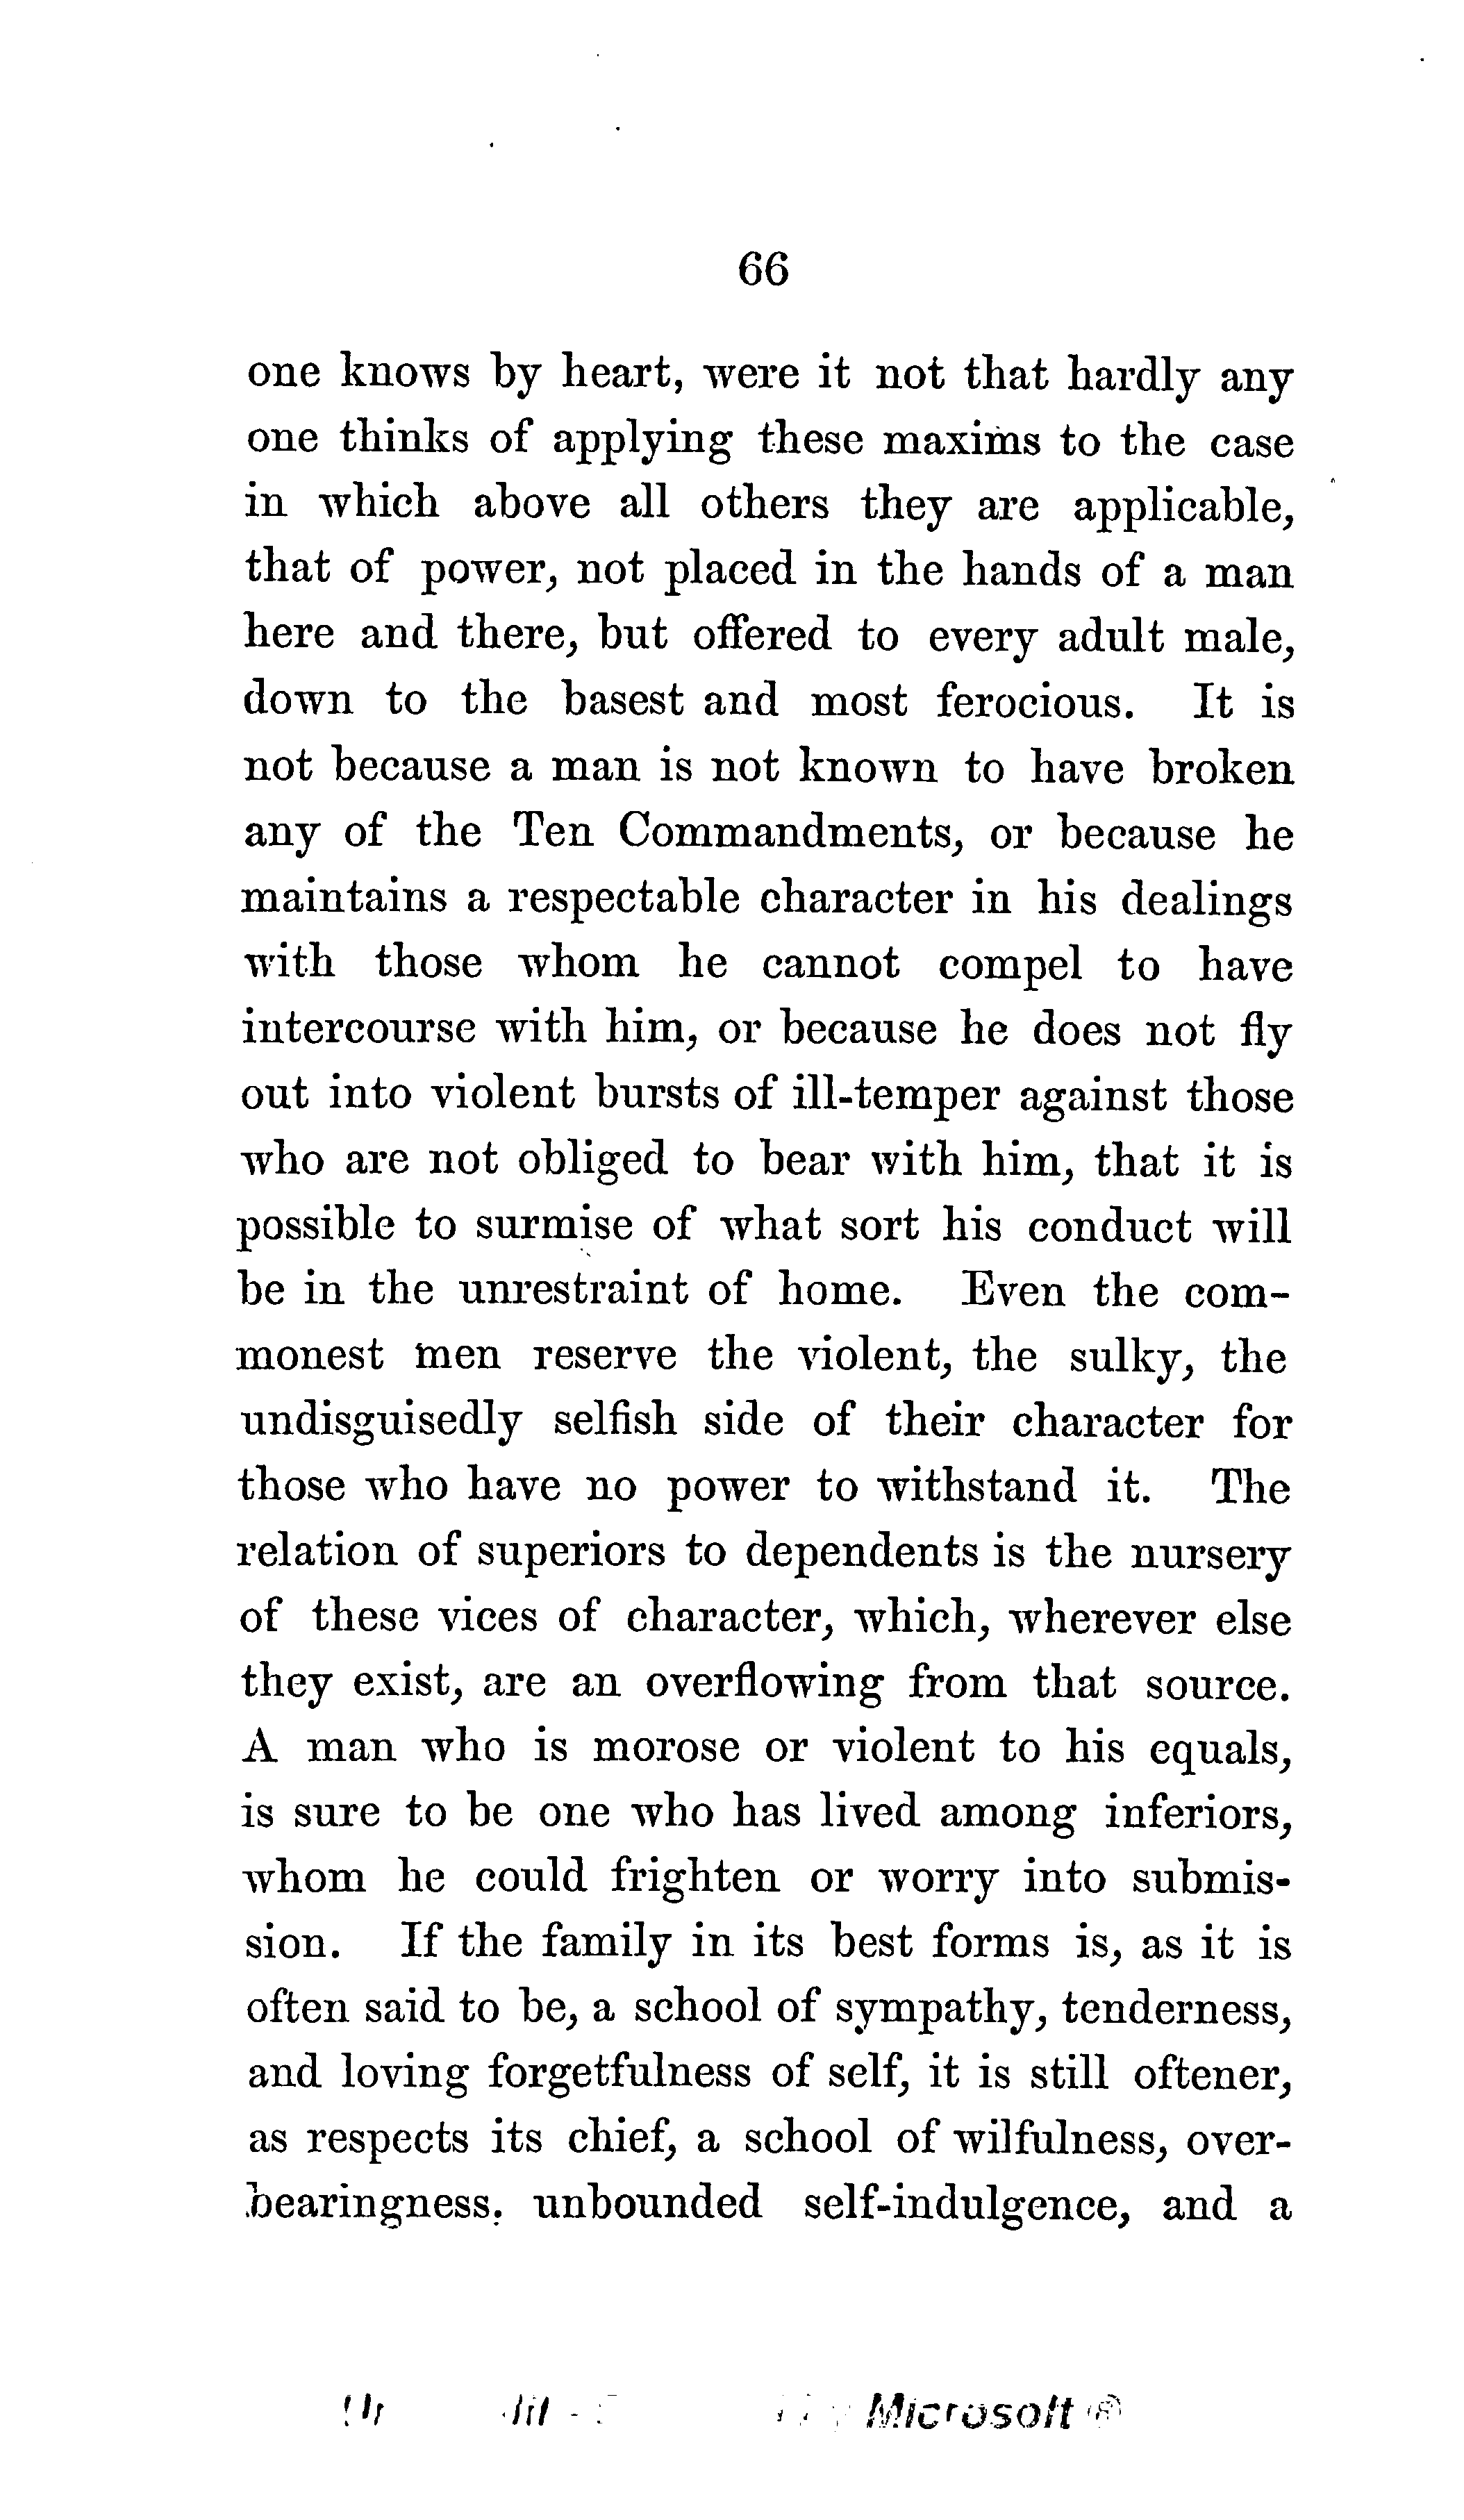 66
one knows by heart, were it not that hardly any
one thinks of applying these maxims to the case
in which above all others they are applicable,
that of power, not placed in the hands of a man
here and there, but offered to every adult male,
down to the basest and most ferocious. It is
not because a man is not known to have broken
any of the Ten Commandments, or because he
maintains a respectable character in his dealings
with those whom he cannot compel to have
intercourse with him, or because he does not fly
out into violent bursts of ill-temper against those
who are not obliged to bear with him, that it is
possible to surmise of what sort his conduct will
be in the unrestraint of home. Even the com-
monest men reserve the violent, the sulky, the
undisguisedly selfish side of their character for
those who have no power to withstand it. The
relation of superiors to dependents is the nursery
of these vices of character, which, wherever else
they exist, are an overflowing from that source.
A man who is morose or violent to his equals,
is sure to be one who has lived among inferiors,
whom he could frighten or worry into submis-
sion. If the family in its best forms is, as it is
often said to be, a school of sympathy, tenderness,
and loving forgetfulness of self, it is still oftener,
as respects its chief, a school of wilfulness, over-
bearingness, unbounded self-indulgence, and a
Microsoft ®